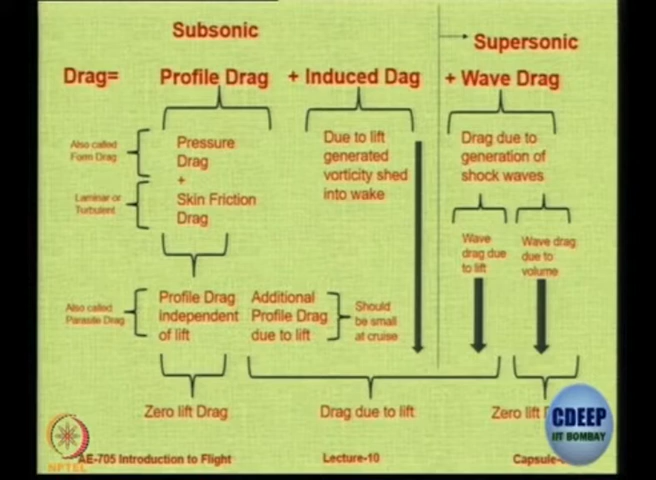 Subsonic
Supersonic
Drag=
Profile Drag
+ Induced Dag
+ Wave Drag
Also called
Form Drag
Pressure
Drag
+
Laminar or
Turbulent
Skin Friction
Drag
Due to lift
generated
vorticity shed
into wake
Drag due to
generation of
shock waves
Wave
drag due
to lift
Wave drag
due to
volume
Also called
Parasite Drag
Profile Drag
independent
of lift
Additional
Profile Drag
due to lift
Should
be small
at cruise
Zero lift Drag
Drag due to lift
Zero lift
CDEEP
IIT BOMBAY
NPTEL
AE-705 Introduction to Flight
Lecture-10
Capsule-